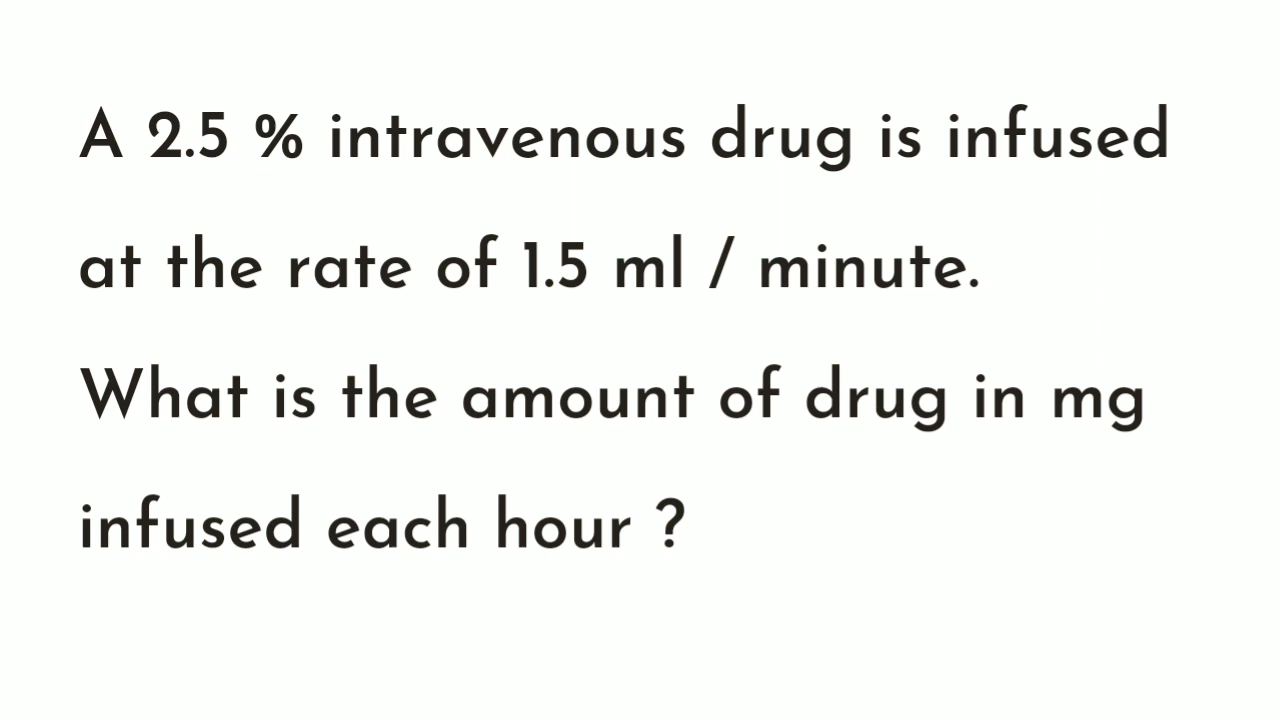 A 2.5 % intravenous drug is infused
at the rate of 1.5 ml / minute.
What is the amount of drug in mg
infused each hour ?